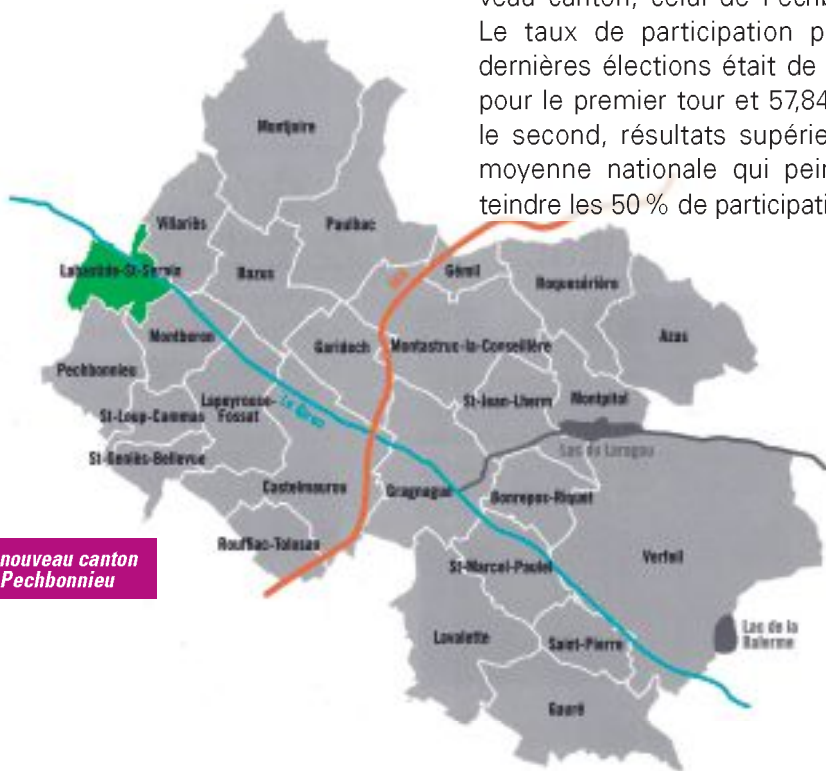 veau canton, celui de Pechb
Le taux de participation p
dernières élections était de
pour le premier tour et 57,84
le second, résultats supérie
moyenne nationale qui pein
teindre les 50 % de participati
Montjoire
Villariès
Paulhac
Labastide-St-Sernin
Bazus
Gémil
Roquesérière
Azas
Montberon
Garidech
Montastruc-la-Conseillère
Pechbonnieu
Lapeyrouse-
Fossat
St-Jean-Lherm
Montpitol
St-Loup-Cammas
Le Girou
Lac du Laragou
St-Geniès-Bellevue
Castelmaurou
Gragnague
Bonrepos-Riquet
Rouffiac-Tolosan
St-Marcel-Paulel
Verfeil
nouveau canton
Pechbonnieu
Lavalette
Saint-Pierre
Lac de la
Balerme
Gauré